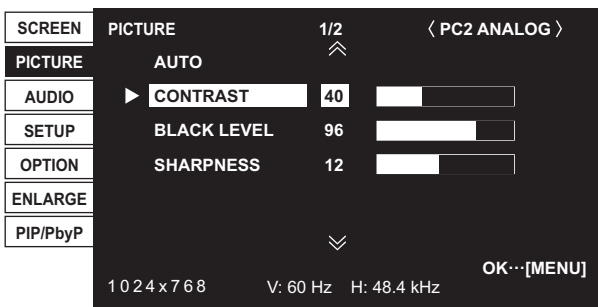 SCREEN
PICTURE
AUDIO
SETUP
OPTION
ENLARGE
PIP/PbyP
PICTURE 1/2 〈 PC2 ANALOG 〉
AUTO
CONTRAST 40
BLACK LEVEL 96
SHARPNESS 12
OK···[MENU]
1024x768 V: 60 Hz H: 48.4 kHz